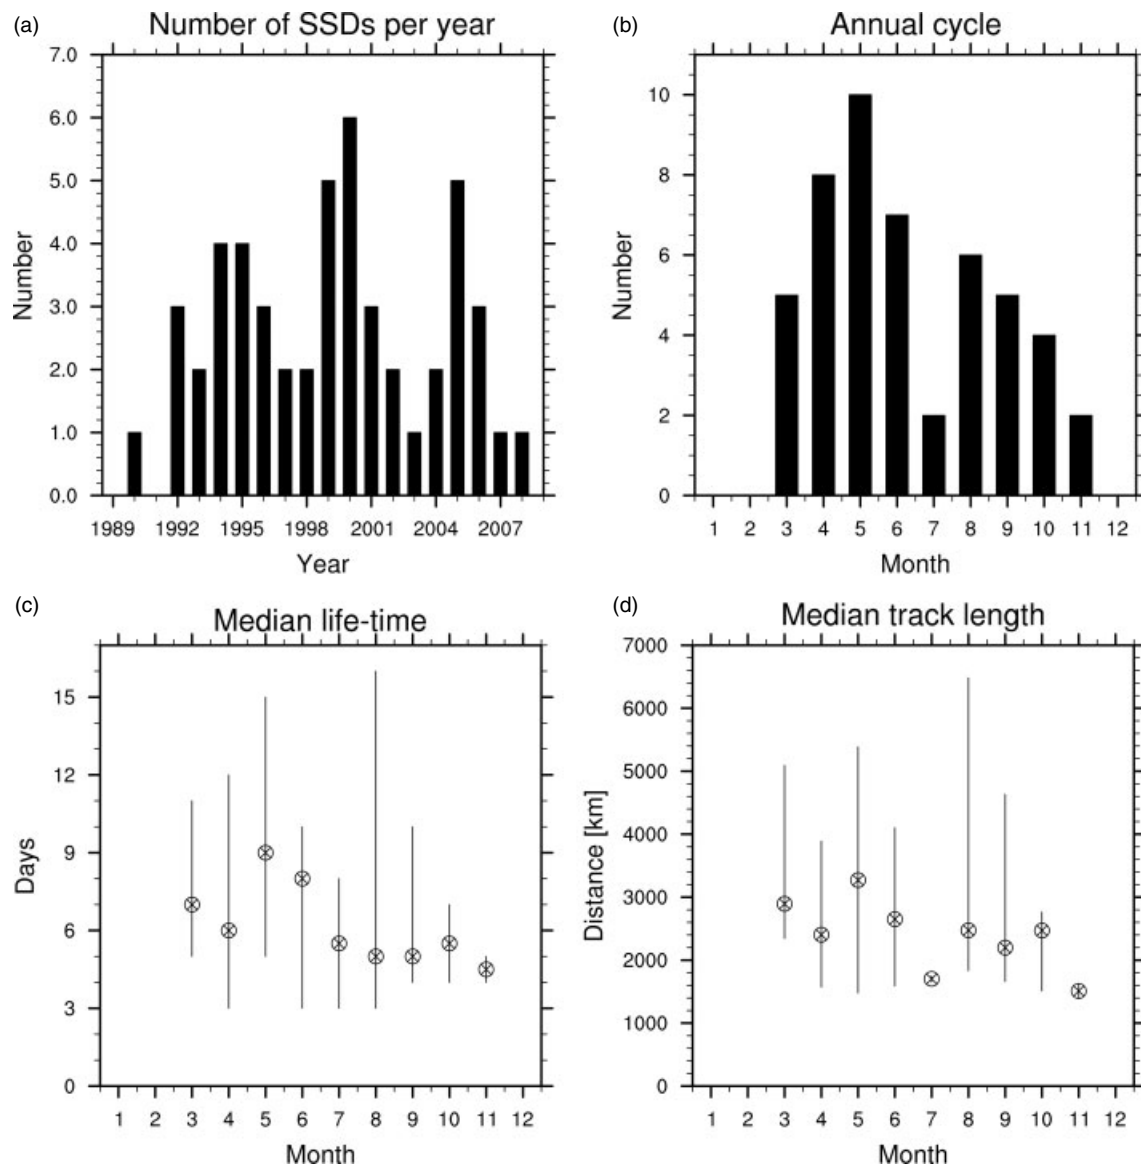 (a)
Number of SSDs per year
7.0
6.0
5.0
4.0
3.0
2.0
1.0
0.0
Number
1989 1992 1995 1998 2001 2004 2007
Year
(b)
Annual cycle
10
8
6
4
2
0
Number
1 2 3 4 5 6 7 8 9 10 11 12
Month
(c)
Median life-time
15
12
9
6
3
0
Days
1 2 3 4 5 6 7 8 9 10 11 12
Month
(d)
Median track length
7000
6000
5000
4000
3000
2000
1000
0
Distance [km]
1 2 3 4 5 6 7 8 9 10 11 12
Month